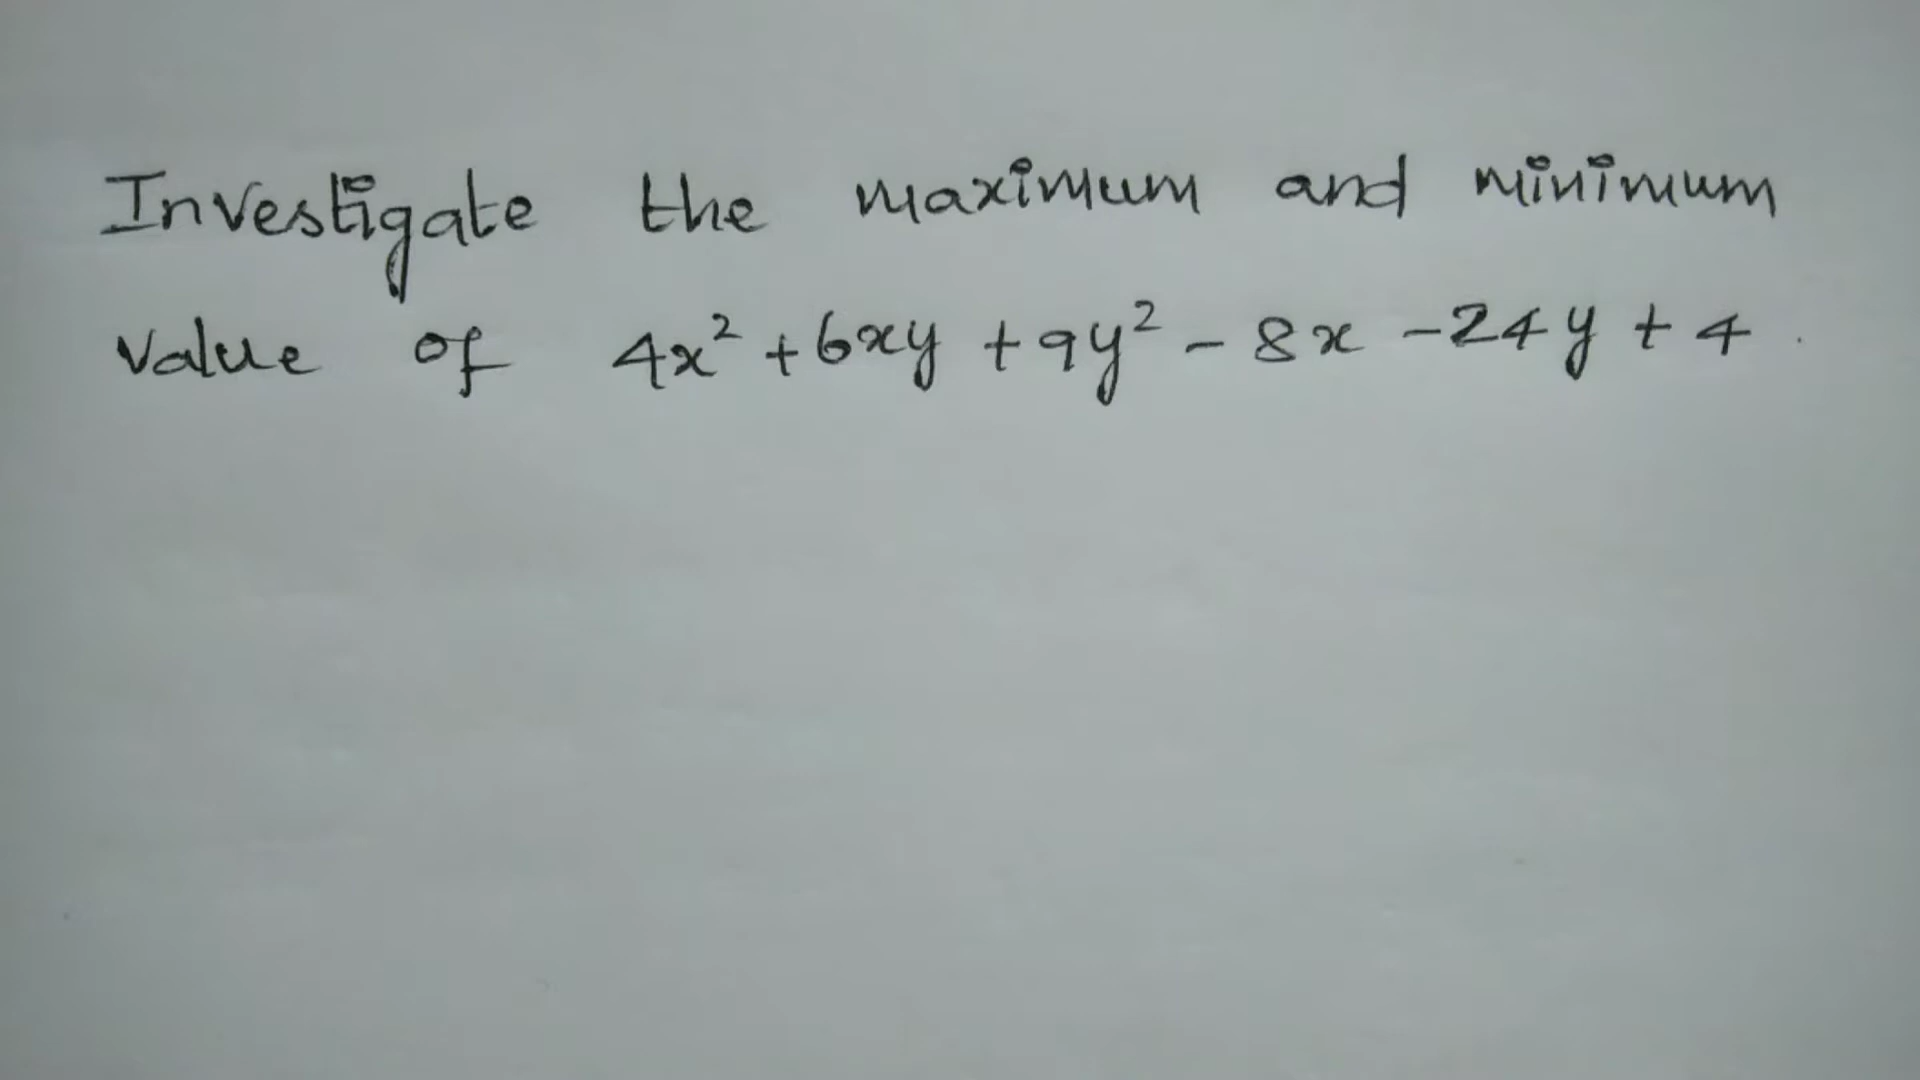 Investigate the maximum and minimum
value of 4x² + 6xy + 9y² - 8x - 24y + 4.